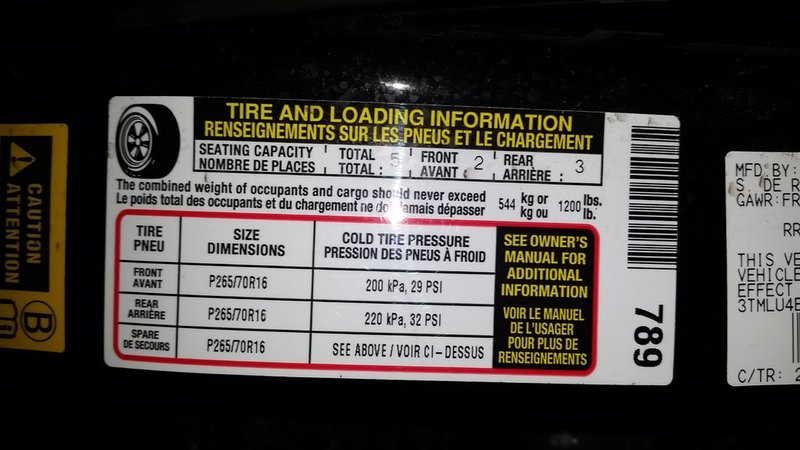 TIRE AND LOADING INFORMATION
RENSEIGNEMENTS SUR LES PNEUS ET LE CHARGEMENT
SEATING CAPACITY TOTAL FRONT REAR
NOMBRE DE PLACES TOTAL : 5 AVANT : 2 ARRIÈRE : 3
The combined weight of occupants and cargo should never exceed 544 kg or 1200 lbs.
Le poids total des occupants et du chargement ne doit jamais dépasser kg ou lb.
TIRE SIZE COLD TIRE PRESSURE
PNEU DIMENSIONS PRESSION DES PNEUS À FROID
FRONT
AVANT P265/70R16 200 kPa, 29 PSI
REAR
ARRIÈRE P265/70R16 220 kPa, 32 PSI
SPARE
DE SECOURS P265/70R16 SEE ABOVE / VOIR CI-DESSUS
SEE OWNER'S
MANUAL FOR
ADDITIONAL
INFORMATION
VOIR LE MANUEL
DE L'USAGER
POUR PLUS DE
RENSEIGNEMENTS
789
CAUTION
ATTENTION
B
MFD.BY:
S. DE R
GAWR:FR
RR
THIS VE
VEHICLE
EFFECT
3TMLU4E
C/TR: 2